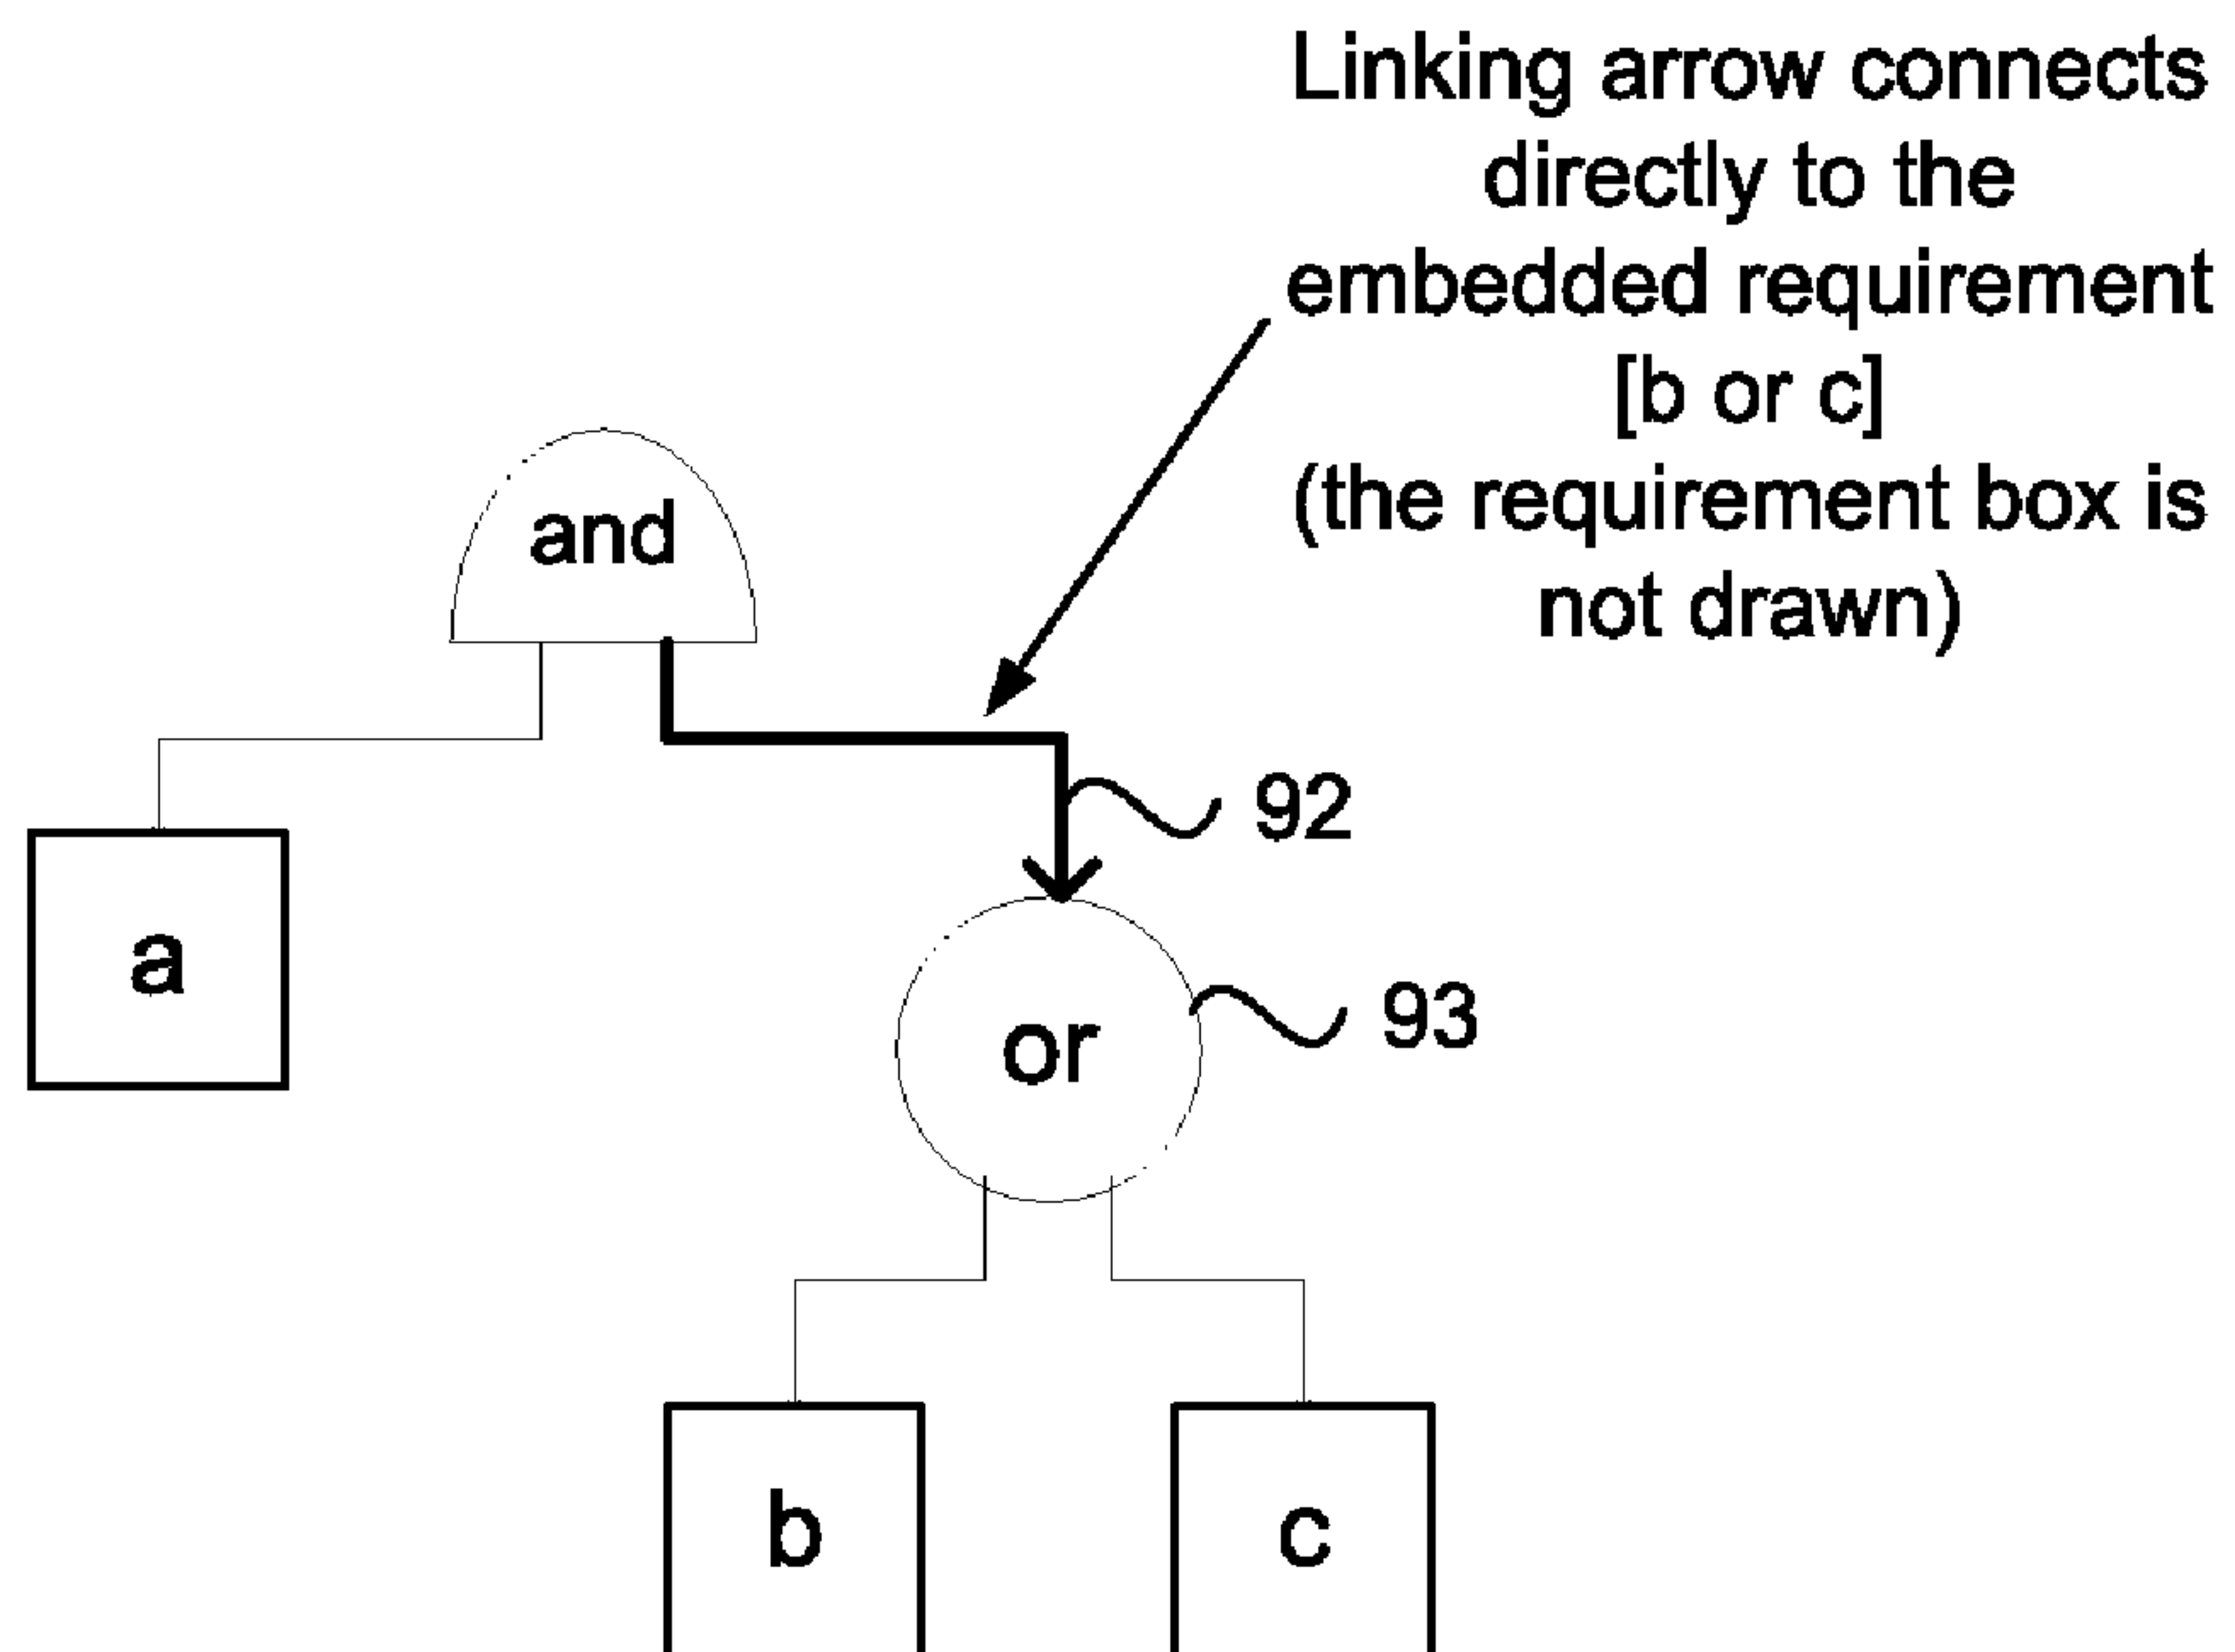 Linking arrow connects
directly to the
embedded requirement
[b or c]
(the requirement box is
not drawn)
and
92
a
93
or
b
c